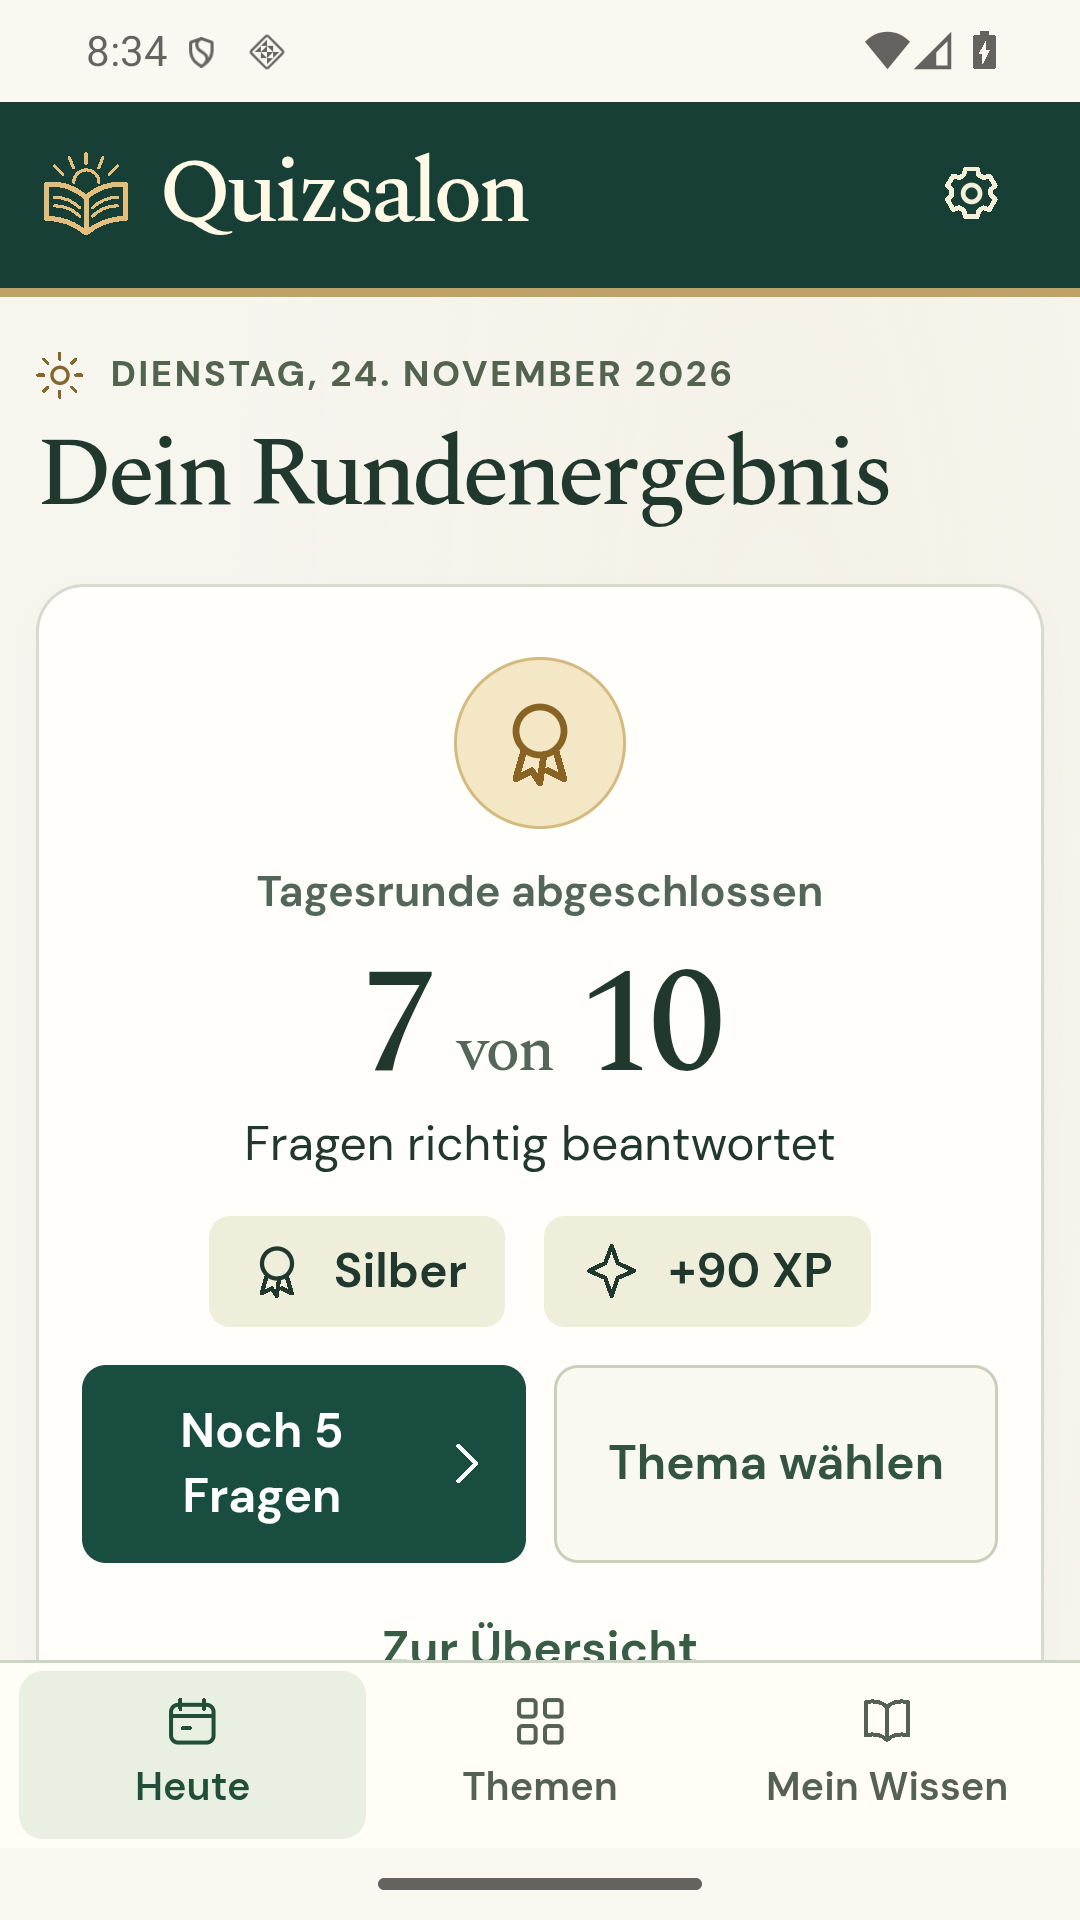 8:34
Quizsalon
DIENSTAG, 24. NOVEMBER 2026
Dein Rundenergebnis
Tagesrunde abgeschlossen
7 von 10
Fragen richtig beantwortet
Silber
+90 XP
Noch 5
Fragen
Thema wählen
Zur Übersicht
Heute
Themen
Mein Wissen